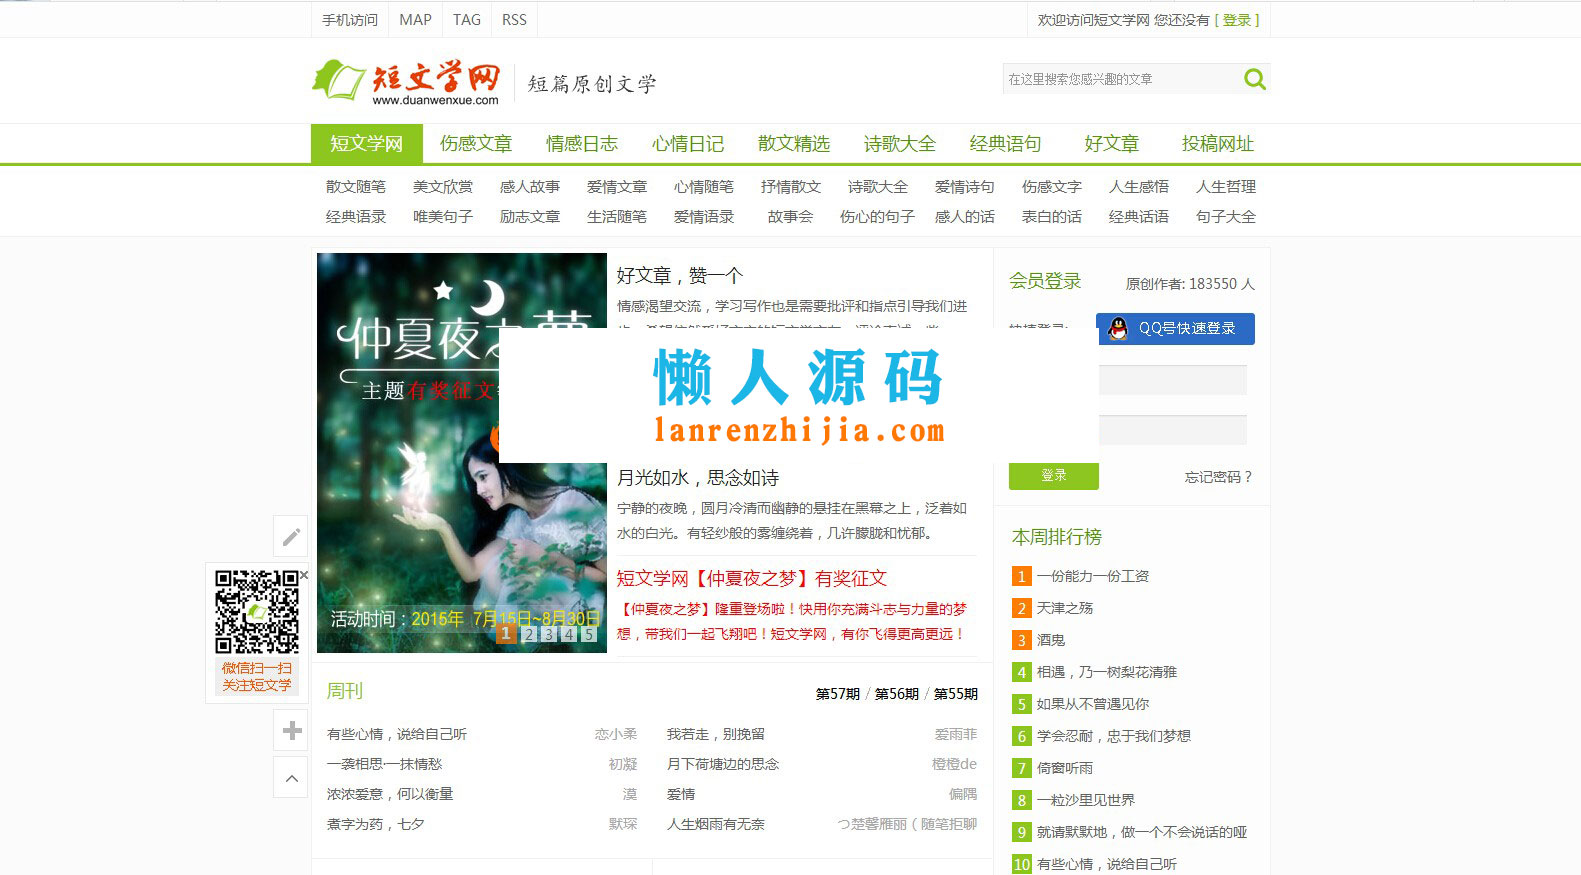 手机访问 MAP TAG RSS 欢迎访问短文学网 您还没有 [ 登录 ]
短文学网 www.duanwenxue.com 短篇原创文学 在这里搜索您感兴趣的文章
短文学网 伤感文章 情感日志 心情日记 散文精选 诗歌大全 经典语句 好文章 投稿网址
散文随笔 美文欣赏 感人故事 爱情文章 心情随笔 抒情散文 诗歌大全 爱情诗句 伤感文字 人生感悟 人生哲理
经典语录 唯美句子 励志文章 生活随笔 爱情语录 故事会 伤心的句子 感人的话 表白的话 经典话语 句子大全
仲夏夜之
主题有奖征文
活动时间：2015年 7月15日~8月30日
1 2 3 4 5
好文章，赞一个
情感渴望交流，学习写作也是需要批评和指点引导我们进
懒人源码
lanrenzhijia.com
月光如水，思念如诗
宁静的夜晚，圆月冷清而幽静的悬挂在黑幕之上，泛着如
水的白光。有轻纱般的雾缠绕着，几许朦胧和忧郁。
短文学网【仲夏夜之梦】有奖征文
【仲夏夜之梦】隆重登场啦！快用你充满斗志与力量的梦
想，带我们一起飞翔吧！短文学网，有你飞得更高更远！
会员登录 原创作者: 183550 人
QQ号快速登录
登录 忘记密码？
本周排行榜
1 一份能力一份工资
2 天津之殇
3 酒鬼
4 相遇，乃一树梨花清雅
5 如果从不曾遇见你
6 学会忍耐，忠于我们梦想
7 倚窗听雨
8 一粒沙里见世界
9 就请默默地，做一个不会说话的哑
10 有些心情，说给自己听
微信扫一扫
关注短文学
周刊 第57期 / 第56期 / 第55期
有些心情，说给自己听 恋小柔 我若走，别挽留 爱雨菲
一袭相思·一抹情愁 初凝 月下荷塘边的思念 橙橙de
浓浓爱意，何以衡量 漠 爱情 偏隅
煮字为药，七夕 默琛 人生烟雨有无奈 つ楚馨雁丽（随笔拒聊